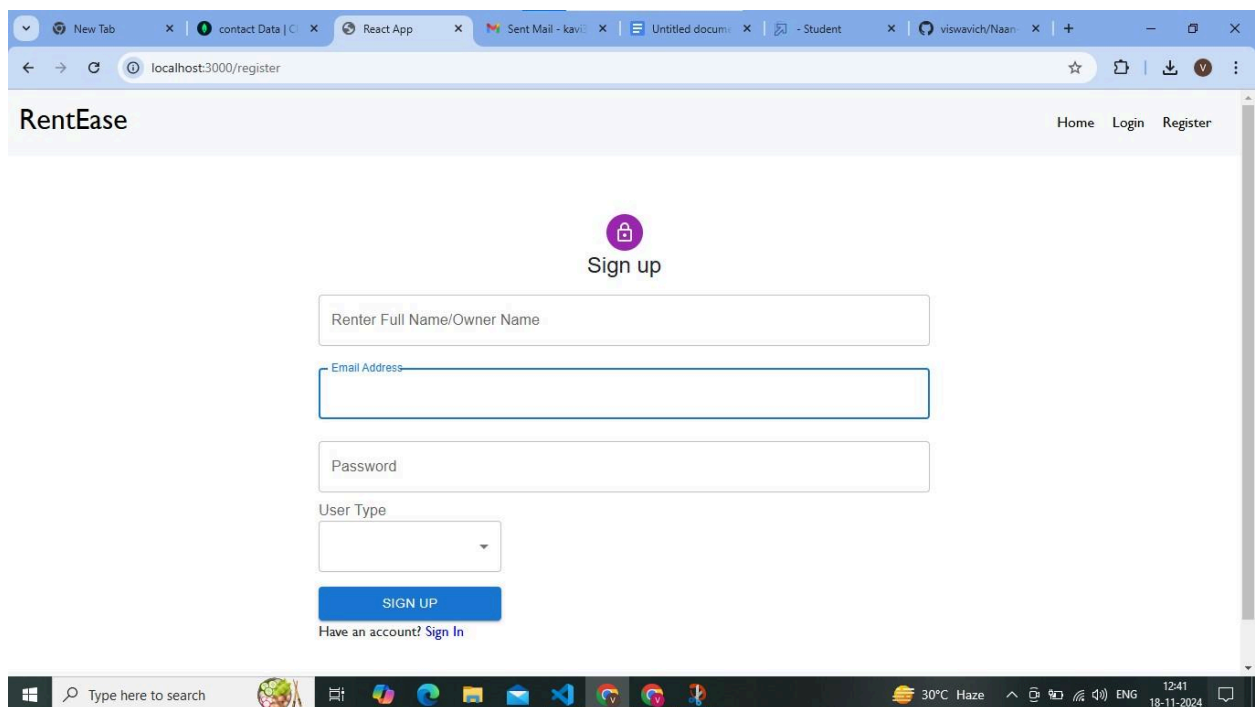 New Tab
contact Data | Cl
React App
Sent Mail - kavi
Untitled docum
- Student
viswavich/Naan-
localhost:3000/register
V
RentEase
Home Login Register
Sign up
Renter Full Name/Owner Name
Email Address
Password
User Type
SIGN UP
Have an account? Sign In
Type here to search
30°C Haze
ENG
12:41
18-11-2024